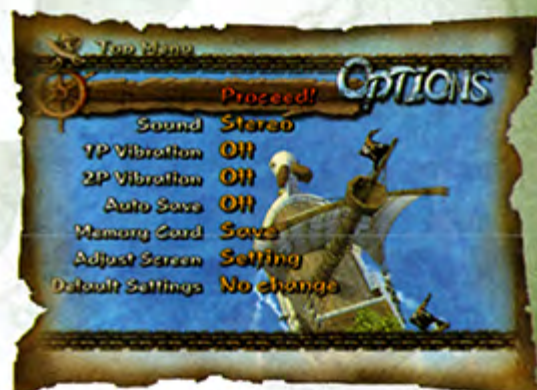 Top Menu
OPTIONS
Proceed!
Sound Stereo
1P Vibration Off
2P Vibration Off
Auto Save Off
Memory Card Save
Adjust Screen Setting
Default Settings No change